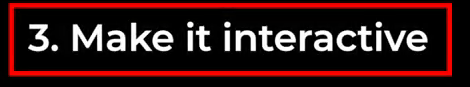 3. Make it interactive